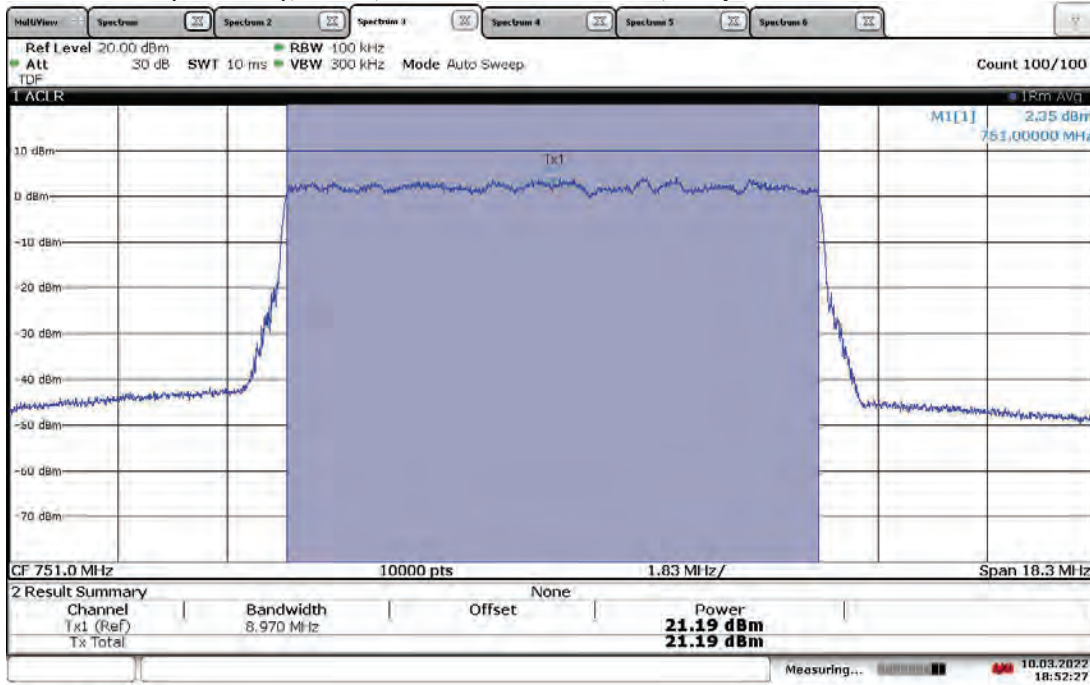 MultiView Spectrum Spectrum 2 Spectrum 3 Spectrum 4 Spectrum 5 Spectrum 6
Ref Level 20.00 dBm RBW 100 kHz
Att 30 dB SWT 10 ms VBW 300 kHz Mode Auto Sweep Count 100/100
TDF
1 ACLR 1Rm Avg
M1[1] 2.35 dBm
751.00000 MHz
10 dBm
Tx1
0 dBm
-10 dBm
-20 dBm
-30 dBm
-40 dBm
-50 dBm
-60 dBm
-70 dBm
CF 751.0 MHz 10000 pts 1.83 MHz/ Span 18.3 MHz
2 Result Summary None
Channel Bandwidth Offset Power
Tx1 (Ref) 8.970 MHz 21.19 dBm
Tx Total 21.19 dBm
Measuring... 10.03.2022
18:52:27